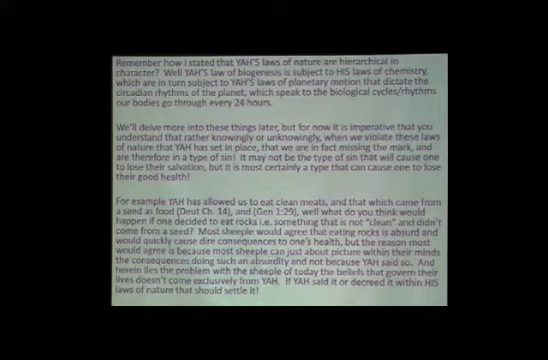 Remember how I stated that YAH'S laws of nature are hierarchical in
character? Well YAH'S law of biogenesis is subject to HIS laws of chemistry,
which are in turn subject to YAH'S laws of planetary motion that dictate the
circadian rhythms of the planet, which speak to the biological cycles/rhythms
our bodies go through every 24 hours.
We'll delve more into these things later, but for now it is imperative that you
understand that rather knowingly or unknowingly, when we violate these laws
of nature that YAH has set in place, that we are in fact missing the mark, and
are therefore in a type of sin! It may not be the type of sin that will cause one
to lose their salvation, but it is most certainly a type that can cause one to lose
their good health!
For example YAH has allowed us to eat clean meats, and that which came from
a seed as food (Deut Ch. 14), and (Gen 1:29), well what do you think would
happen if one decided to eat rocks i.e. something that is not "clean" and didn't
come from a seed? Most sheeple would agree that eating rocks is absurd and
would quickly cause dire consequences to one's health, but the reason most
would agree is because most sheeple can just about picture within their minds
the consequences doing such an absurdity and not because YAH said so. And
herein lies the problem with the sheeple of today the beliefs that govern their
lives doesn't come exclusively from YAH. If YAH said it or decreed it within HIS
laws of nature that should settle it!